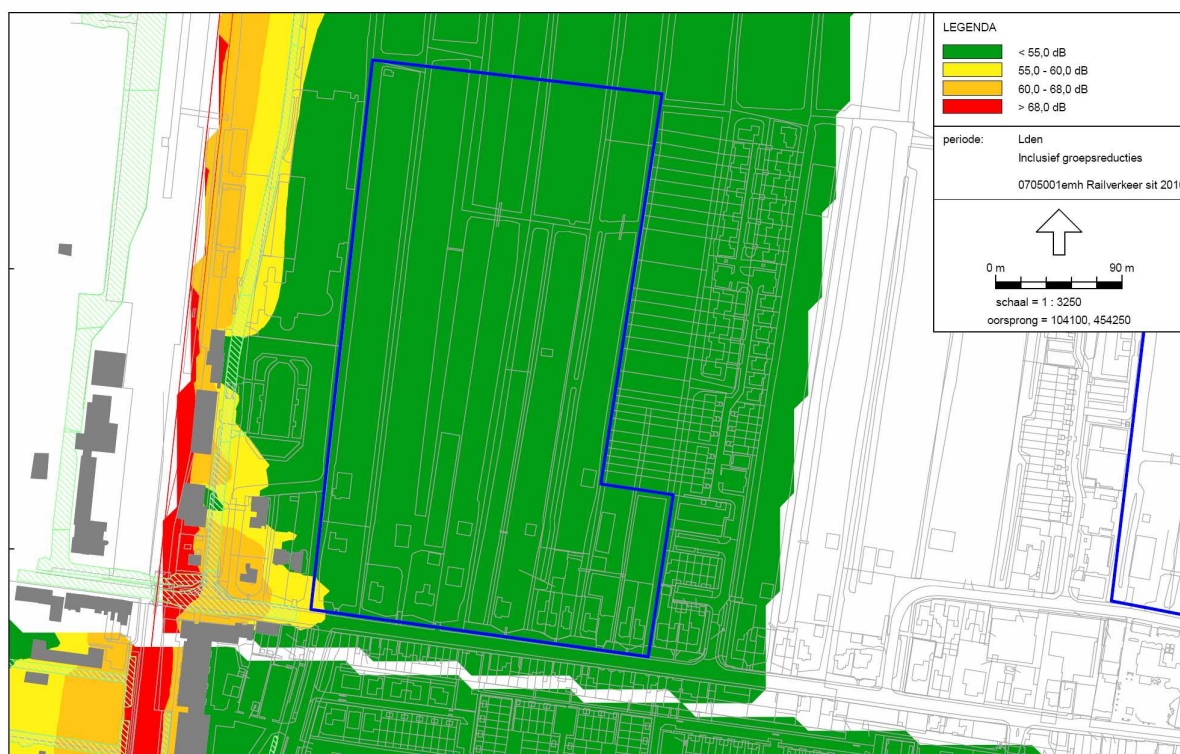 LEGENDA
< 55,0 dB
55,0 - 60,0 dB
60,0 - 68,0 dB
> 68,0 dB
periode: Lden
Inclusief groepsreducties
0705001emh Railverkeer sit 2010
0 m 90 m
schaal = 1 : 3250
oorsprong = 104100, 454250